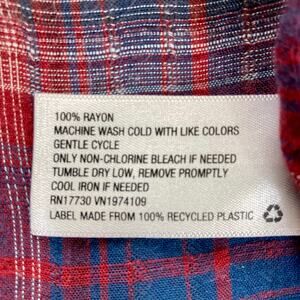 100% RAYON
MACHINE WASH COLD WITH LIKE COLORS
GENTLE CYCLE
ONLY NON-CHLORINE BLEACH IF NEEDED
TUMBLE DRY LOW, REMOVE PROMPTLY
COOL IRON IF NEEDED
RN17730 VN1974109
LABEL MADE FROM 100% RECYCLED PLASTIC